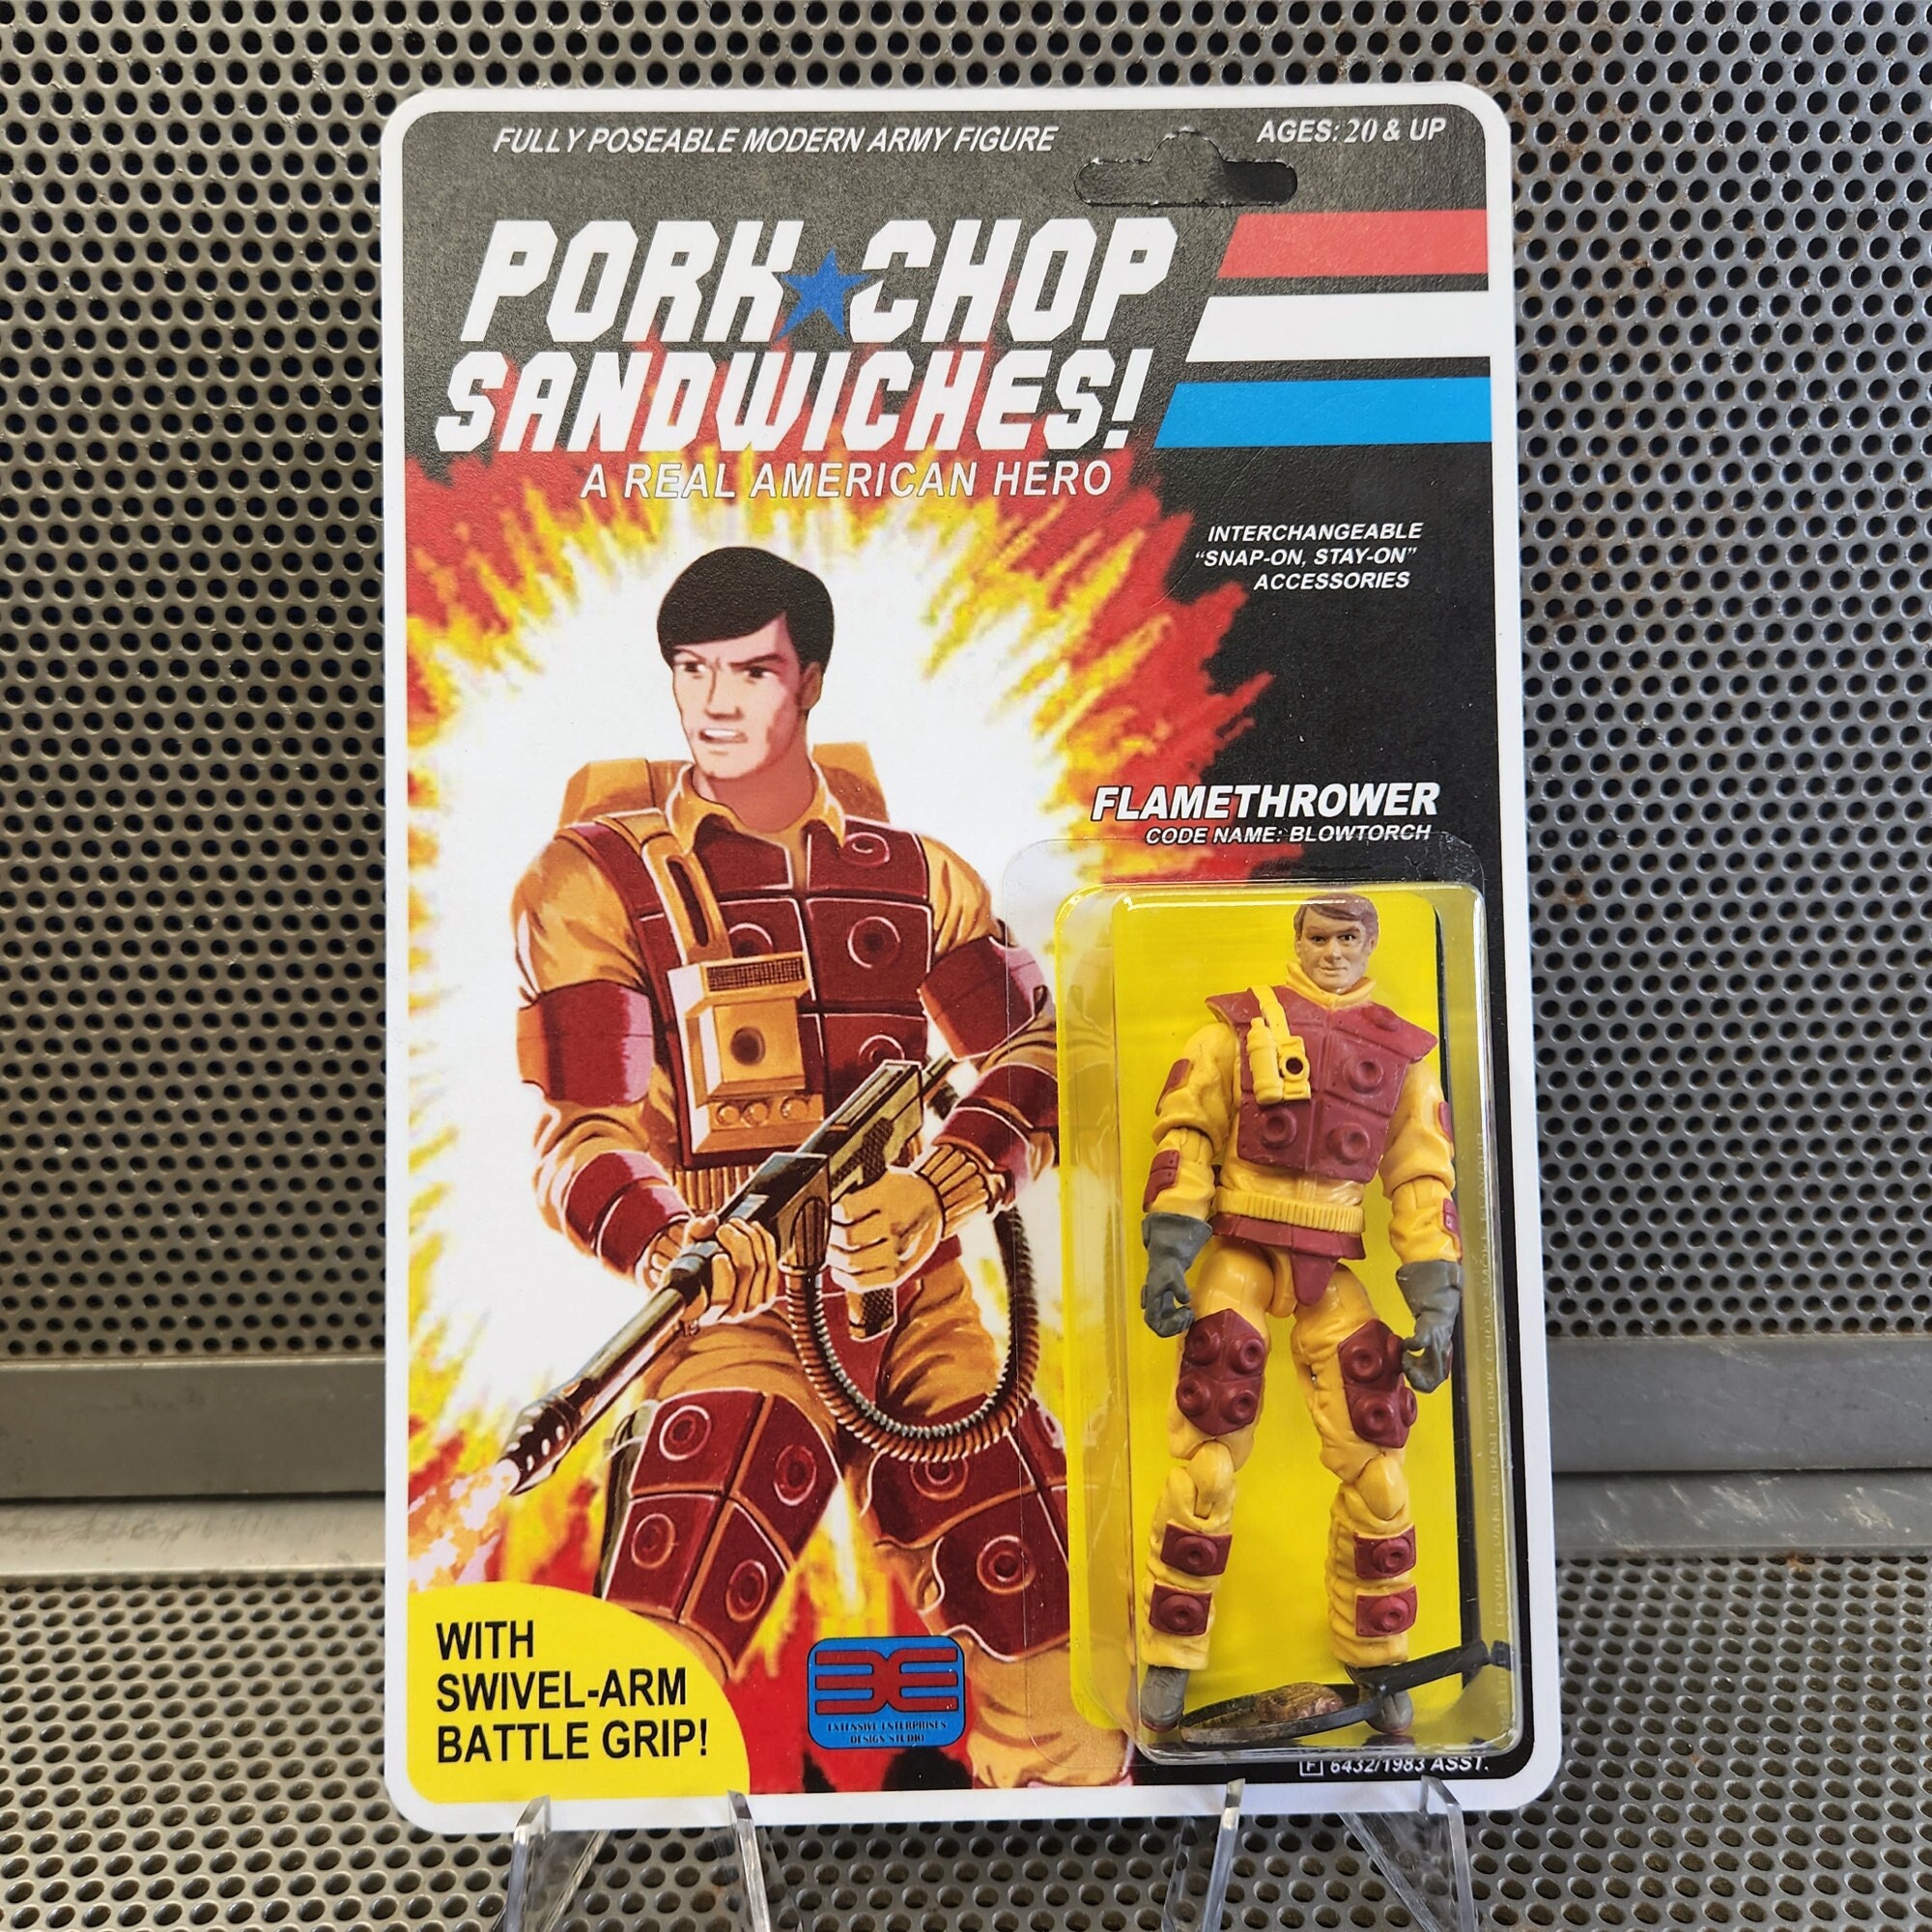 FULLY POSEABLE MODERN ARMY FIGURE
AGES: 20 & UP
PORK CHOP
SANDWICHES!
A REAL AMERICAN HERO
INTERCHANGEABLE
“SNAP-ON, STAY-ON”
ACCESSORIES
FLAMETHROWER
CODE NAME: BLOWTORCH
WITH
SWIVEL-ARM
BATTLE GRIP!
EXTENSIVE ENTERPRISES
DESIGN STUDIO
F 6432/1983 ASST.